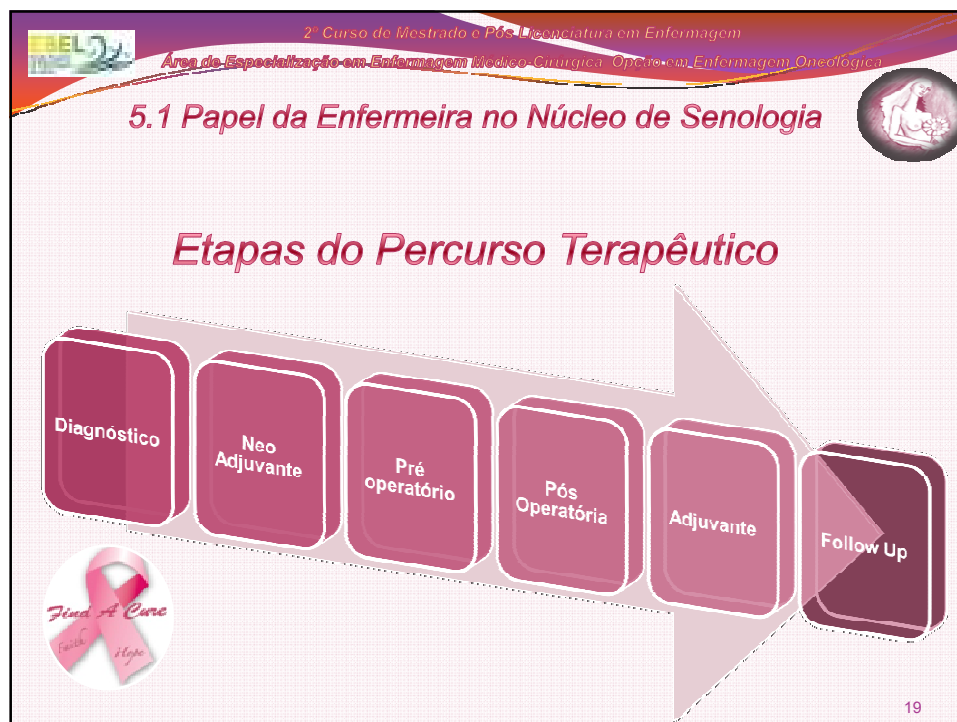 2º Curso de Mestrado e Pós Licenciatura em Enfermagem
Área de Especialização em Enfermagem Médico-Cirúrgica Opção em Enfermagem Oncológica
5.1 Papel da Enfermeira no Núcleo de Senologia
Etapas do Percurso Terapêutico
Diagnóstico
Neo
Adjuvante
Pré
operatório
Pós
Operatória
Adjuvante
Follow Up
Find A Cure
Faith
Hope
19